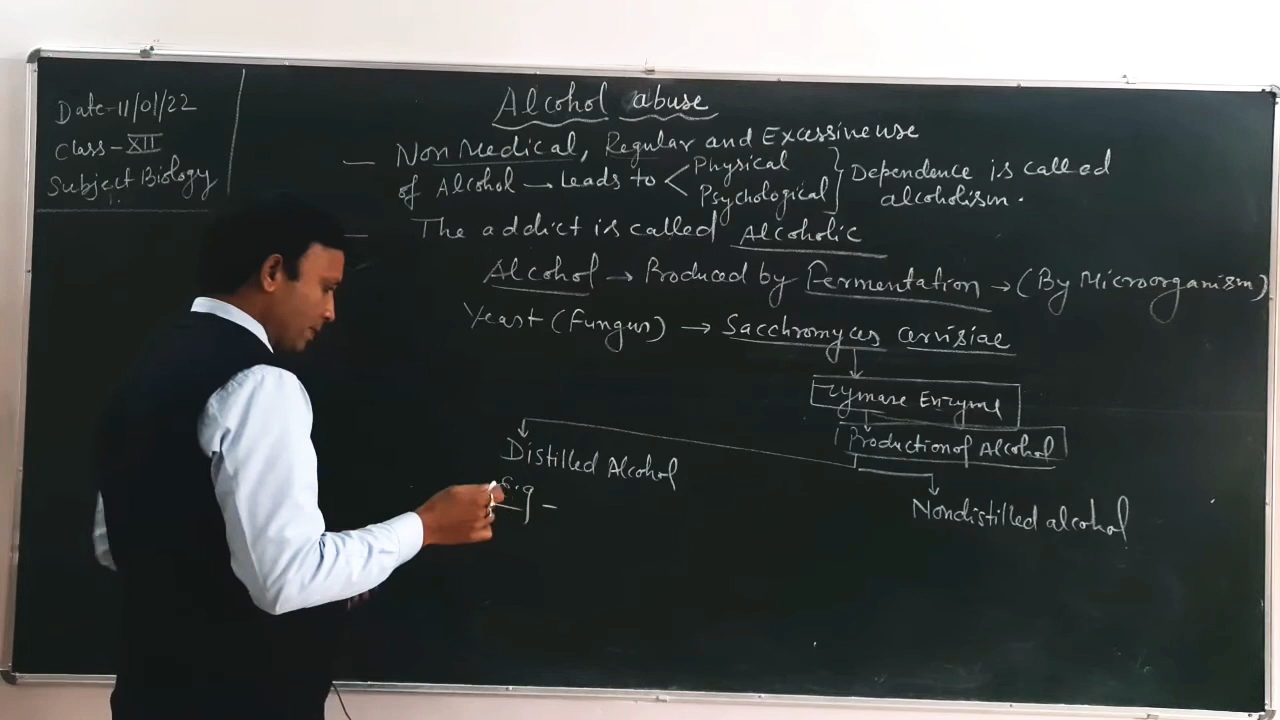 Date-11/01/22
Class-XII
Subject Biology
Alcohol abuse
— Non Medical, Regular and Excessive use
of Alcohol → Leads to < Physical
Psychological } Dependence is called
alcoholism.
— The addict is called Alcoholic
Alcohol → Produced by Fermentation → (By Microorganism)
Yeast (Fungus) → Sacchromyces cervisiae
Zymase Enzyme
Production of Alcohol
Distilled Alcohol
e.g -
Nondistilled alcohol